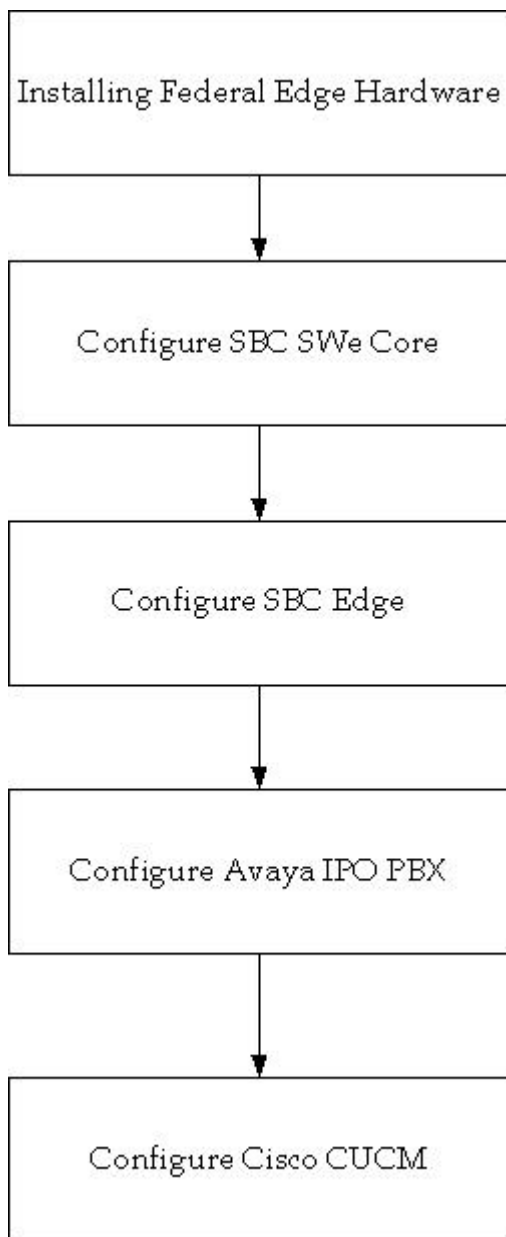 Installing Federal Edge Hardware
Configure SBC SWe Core
Configure SBC Edge
Configure Avaya IPO PBX
Configure Cisco CUCM